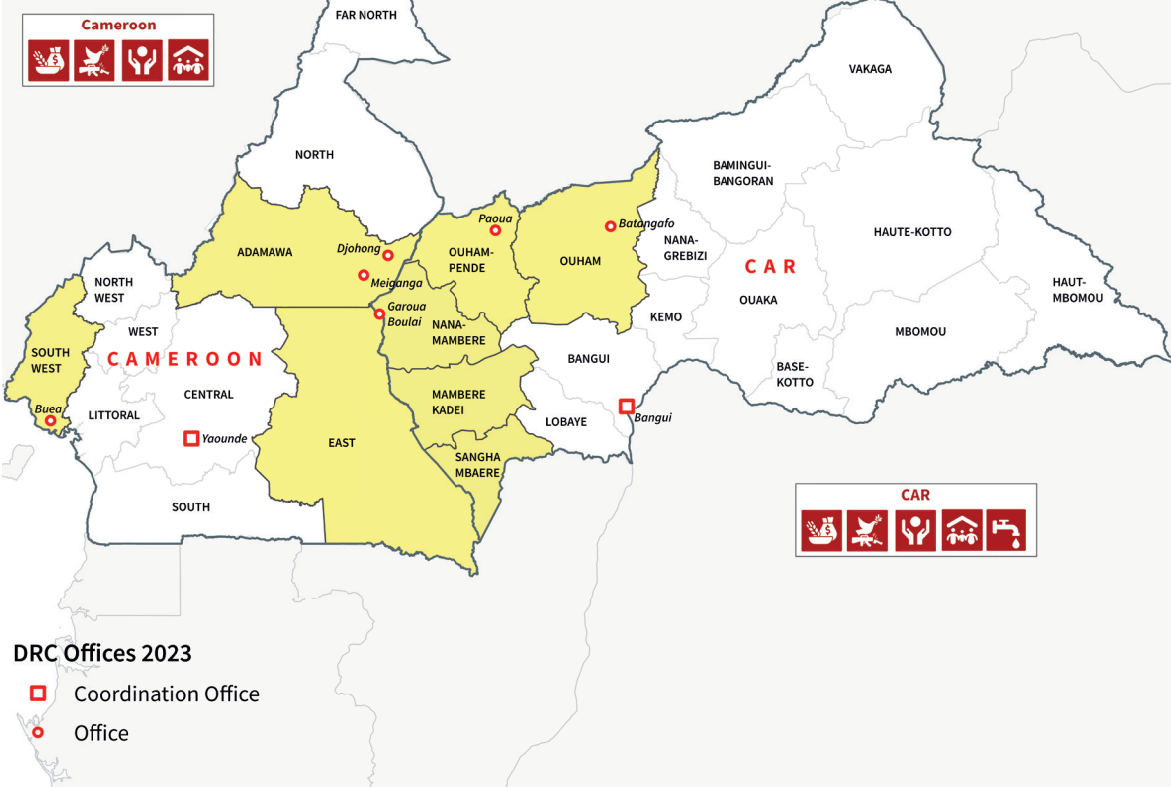 Cameroon
FAR NORTH
VAKAGA
NORTH
BAMINGUI-
BANGORAN
Paoua
Batangafo
HAUTE-KOTTO
Djohong
ADAMAWA
OUHAM-
PENDE
OUHAM
NANA-
GREBIZI
CAR
Meiganga
NORTH
WEST
HAUT-
MBOMOU
OUAKA
Garoua
Boulai
KEMO
NANA-
MAMBERE
WEST
MBOMOU
SOUTH
WEST
CAMEROON
BANGUI
BASE-
KOTTO
CENTRAL
MAMBERE
KADEI
Buea
LITTORAL
LOBAYE
Bangui
Yaounde
EAST
SANGHA
MBAERE
SOUTH
CAR
$
$
DRC Offices 2023
Coordination Office
Office